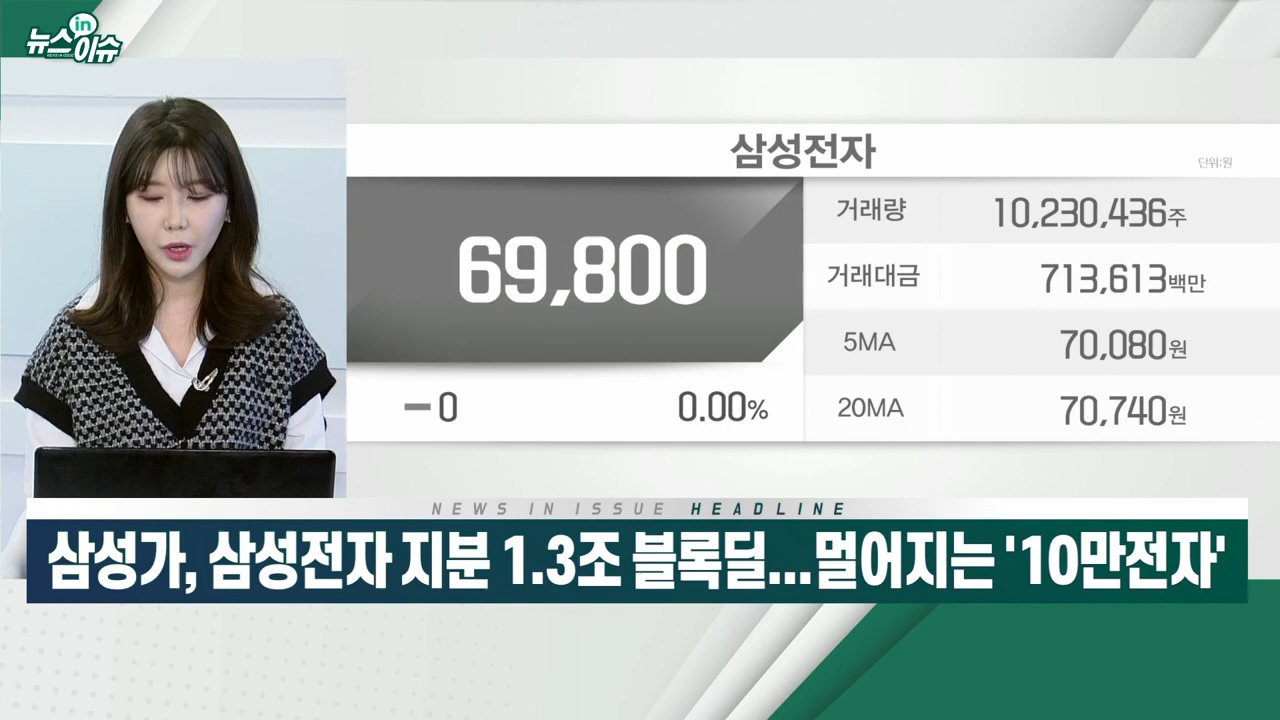 뉴스in이슈
NEWS IN ISSUE
삼성전자
단위:원
69,800
0 0.00%
거래량 10,230,436주
거래대금 713,613백만
5MA 70,080원
20MA 70,740원
NEWS IN ISSUE HEADLINE
삼성가, 삼성전자 지분 1.3조 블록딜...멀어지는 '10만전자'